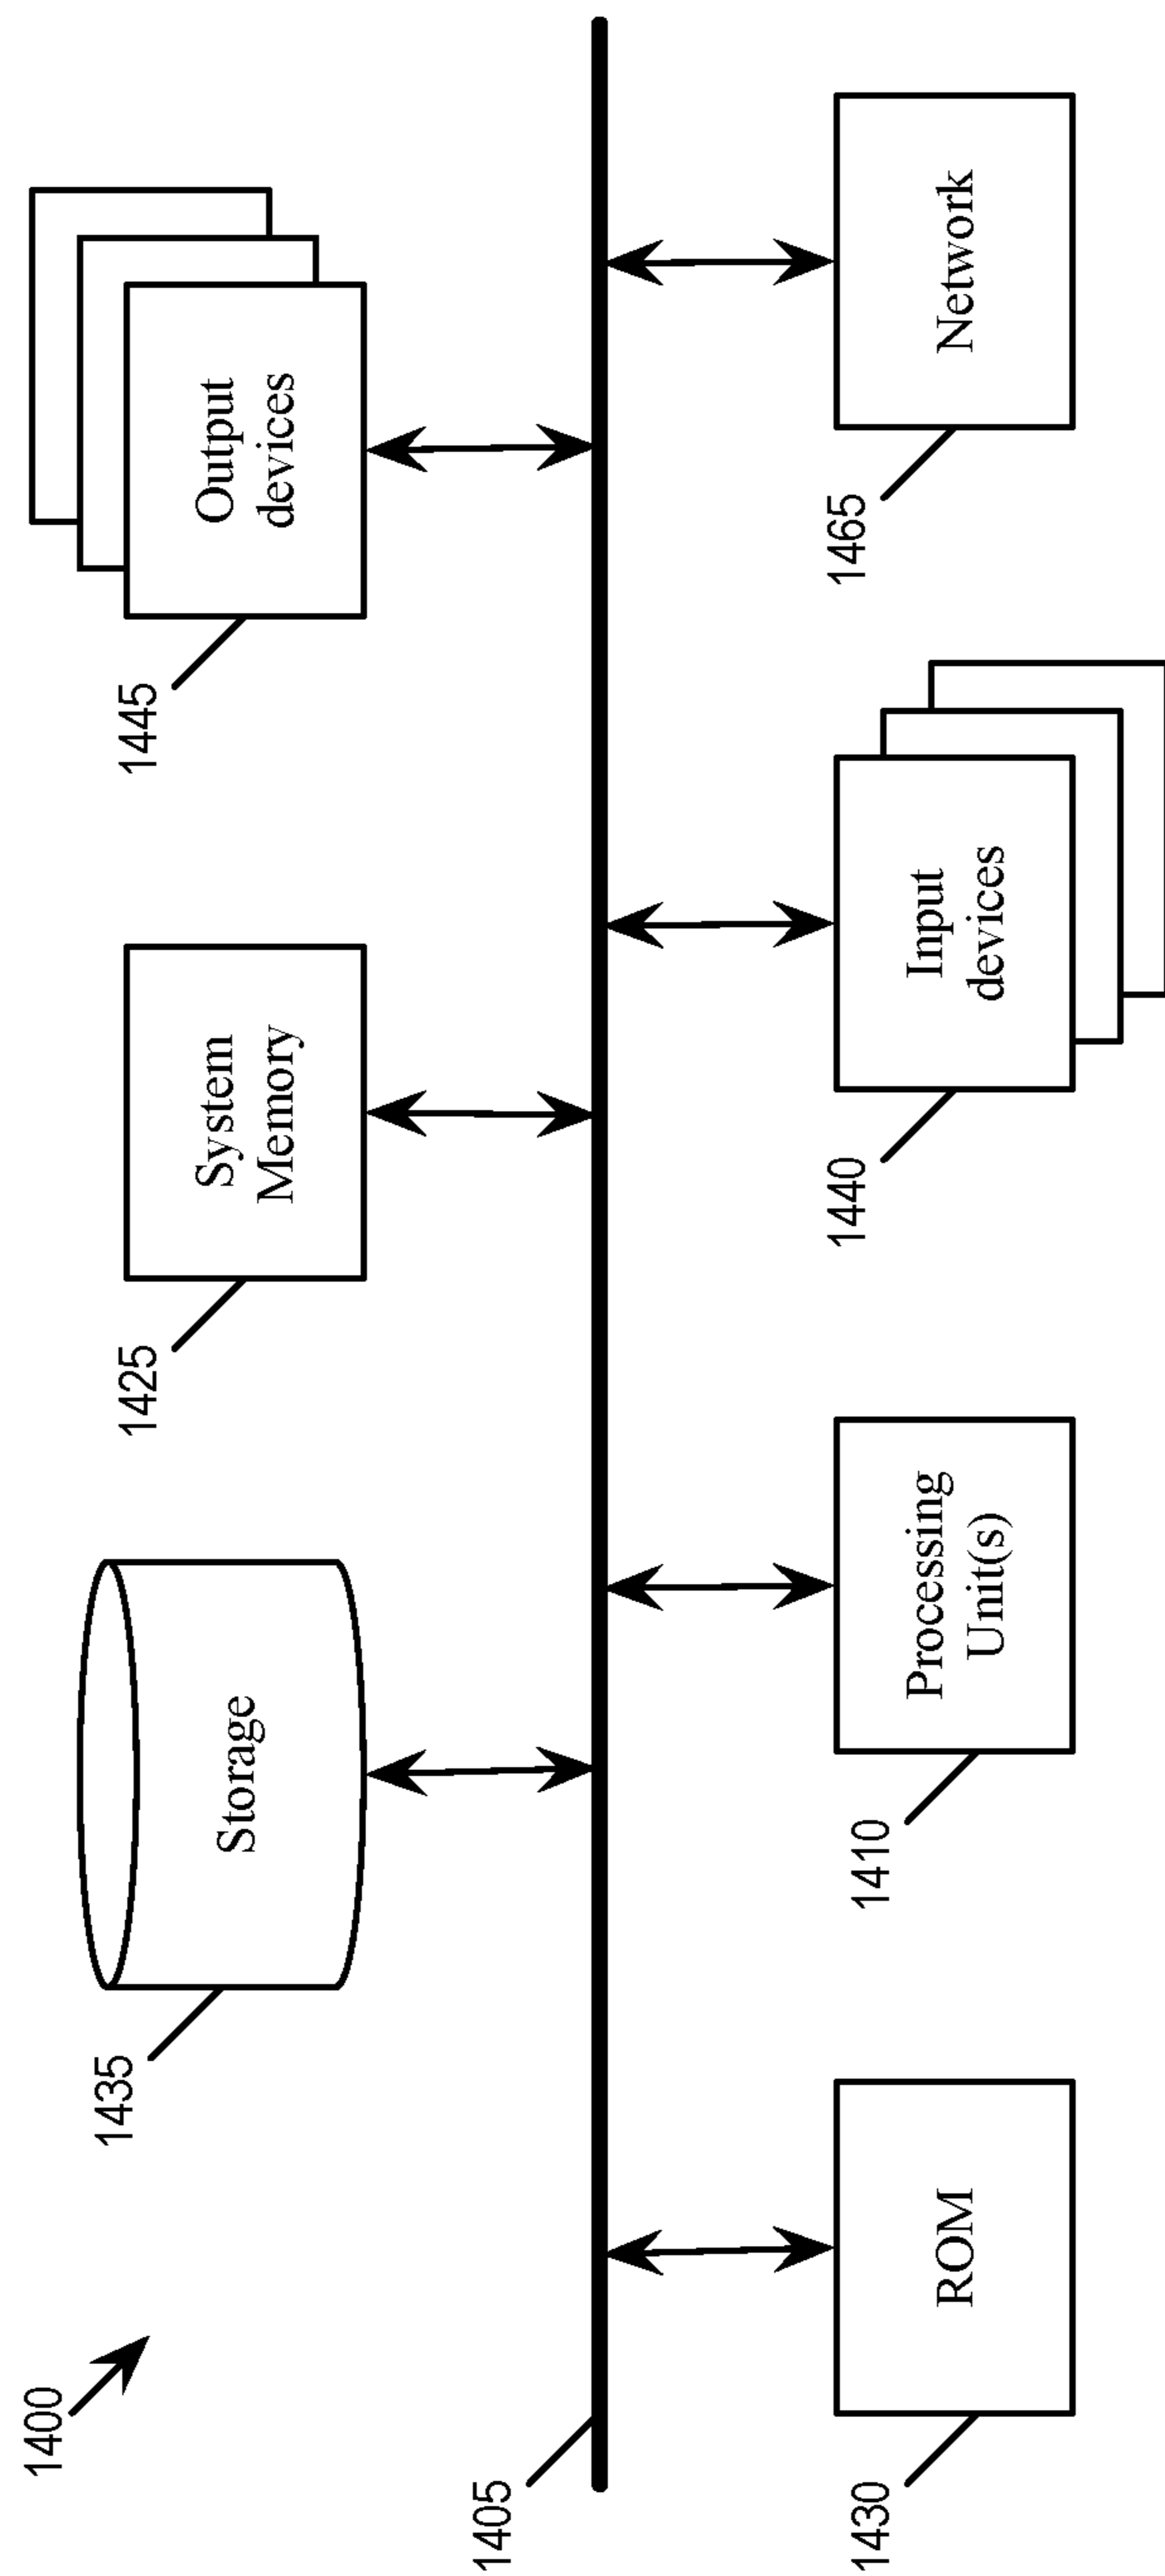 1400
1435
Storage
1425
System
Memory
1445
Output
devices
1405
1430
ROM
1410
Processing
Unit(s)
1440
Input
devices
1465
Network